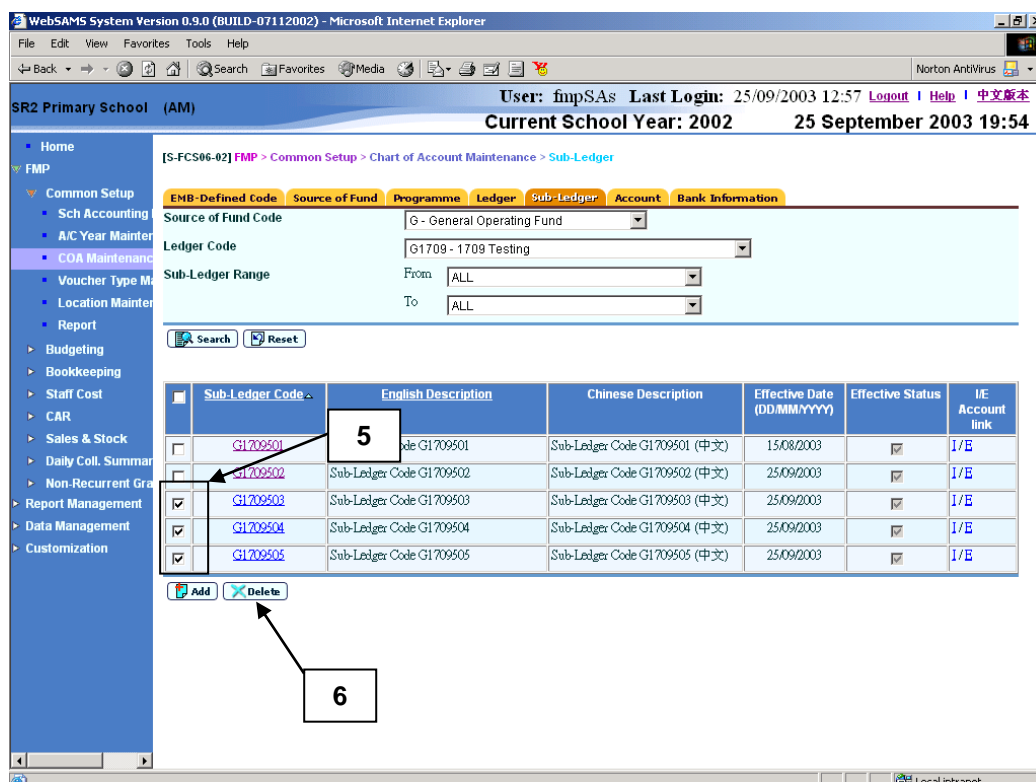 WebSAMS System Version 0.9.0 (BUILD-07112002) - Microsoft Internet Explorer
File Edit View Favorites Tools Help
Back Search Favorites Media Norton AntiVirus
SR2 Primary School (AM)
User: fmpSAs Last Login: 25/09/2003 12:57 Logout | Help | 中文版本
Current School Year: 2002 25 September 2003 19:54
Home
FMP
Common Setup
Sch Accounting
A/C Year Mainter
COA Maintenanc
Voucher Type Ma
Location Mainter
Report
Budgeting
Bookkeeping
Staff Cost
CAR
Sales & Stock
Daily Coll. Summar
Non-Recurrent Gra
Report Management
Data Management
Customization
[S-FCS06-02] FMP > Common Setup > Chart of Account Maintenance > Sub-Ledger
EMB-Defined Code Source of Fund Programme Ledger Sub-Ledger Account Bank Information
Source of Fund Code G - General Operating Fund
Ledger Code G1709 - 1709 Testing
Sub-Ledger Range From ALL
To ALL
Search Reset
Sub-Ledger Code English Description Chinese Description Effective Date (DD/MM/YYYY) Effective Status I/E Account link
G1709501 Code G1709501 Sub-Ledger Code G1709501 (中文) 15/08/2003 I/E
G1709502 Sub-Ledger Code G1709502 Sub-Ledger Code G1709502 (中文) 25/09/2003 I/E
G1709503 Sub-Ledger Code G1709503 Sub-Ledger Code G1709503 (中文) 25/09/2003 I/E
G1709504 Sub-Ledger Code G1709504 Sub-Ledger Code G1709504 (中文) 25/09/2003 I/E
G1709505 Sub-Ledger Code G1709505 Sub-Ledger Code G1709505 (中文) 25/09/2003 I/E
5
Add Delete
6
Local intranet